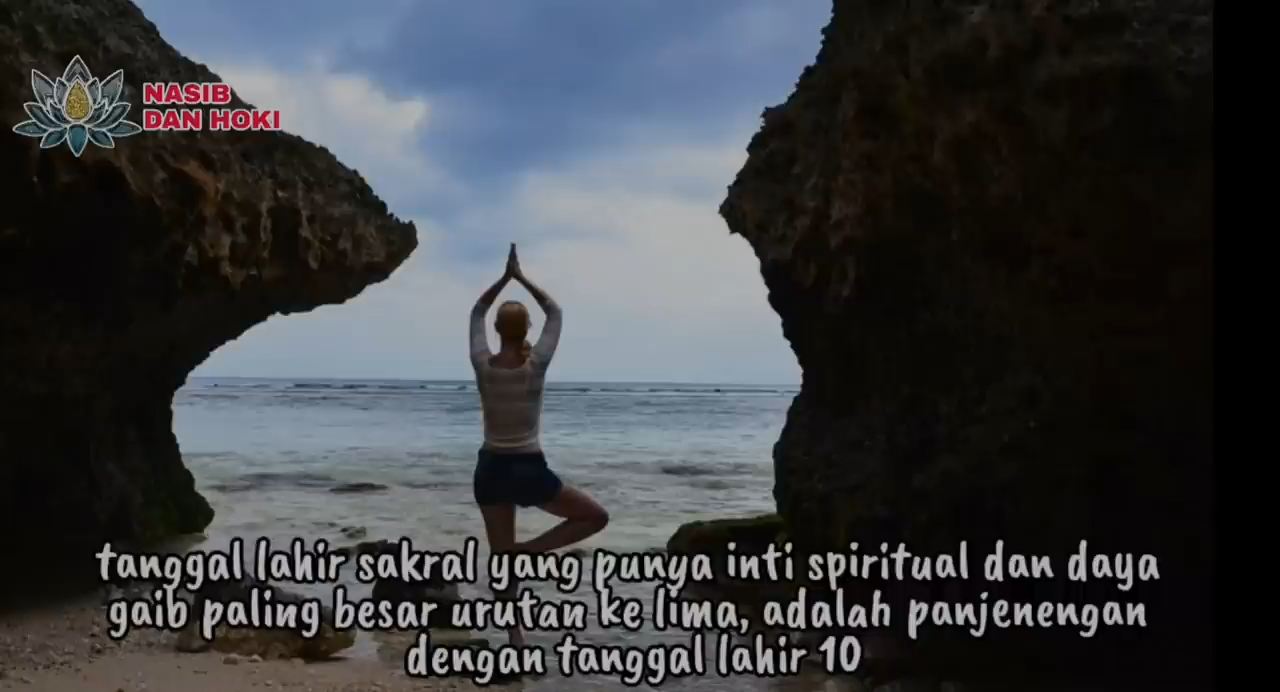 NASIB
DAN HOKI
tanggal lahir sakral yang punya inti spiritual dan daya
gaib paling besar urutan ke lima, adalah panjenengan
dengan tanggal lahir 10